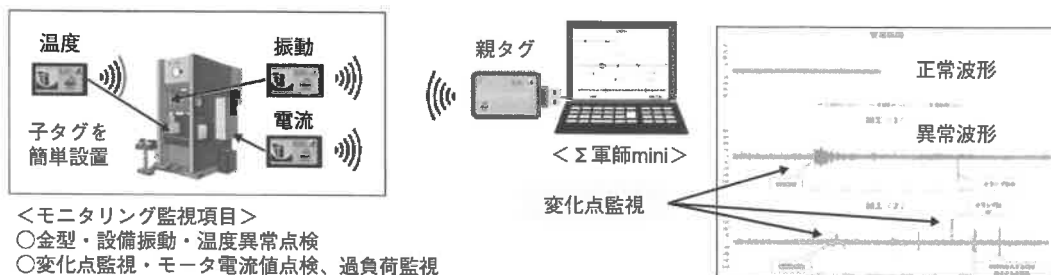 温度
振動
電流
子タグを
簡単設置
親タグ
<Σ軍師mini>
正常波形
異常波形
変化点監視
<モニタリング監視項目>
○金型・設備振動・温度異常点検
○変化点監視・モータ電流値点検、過負荷監視